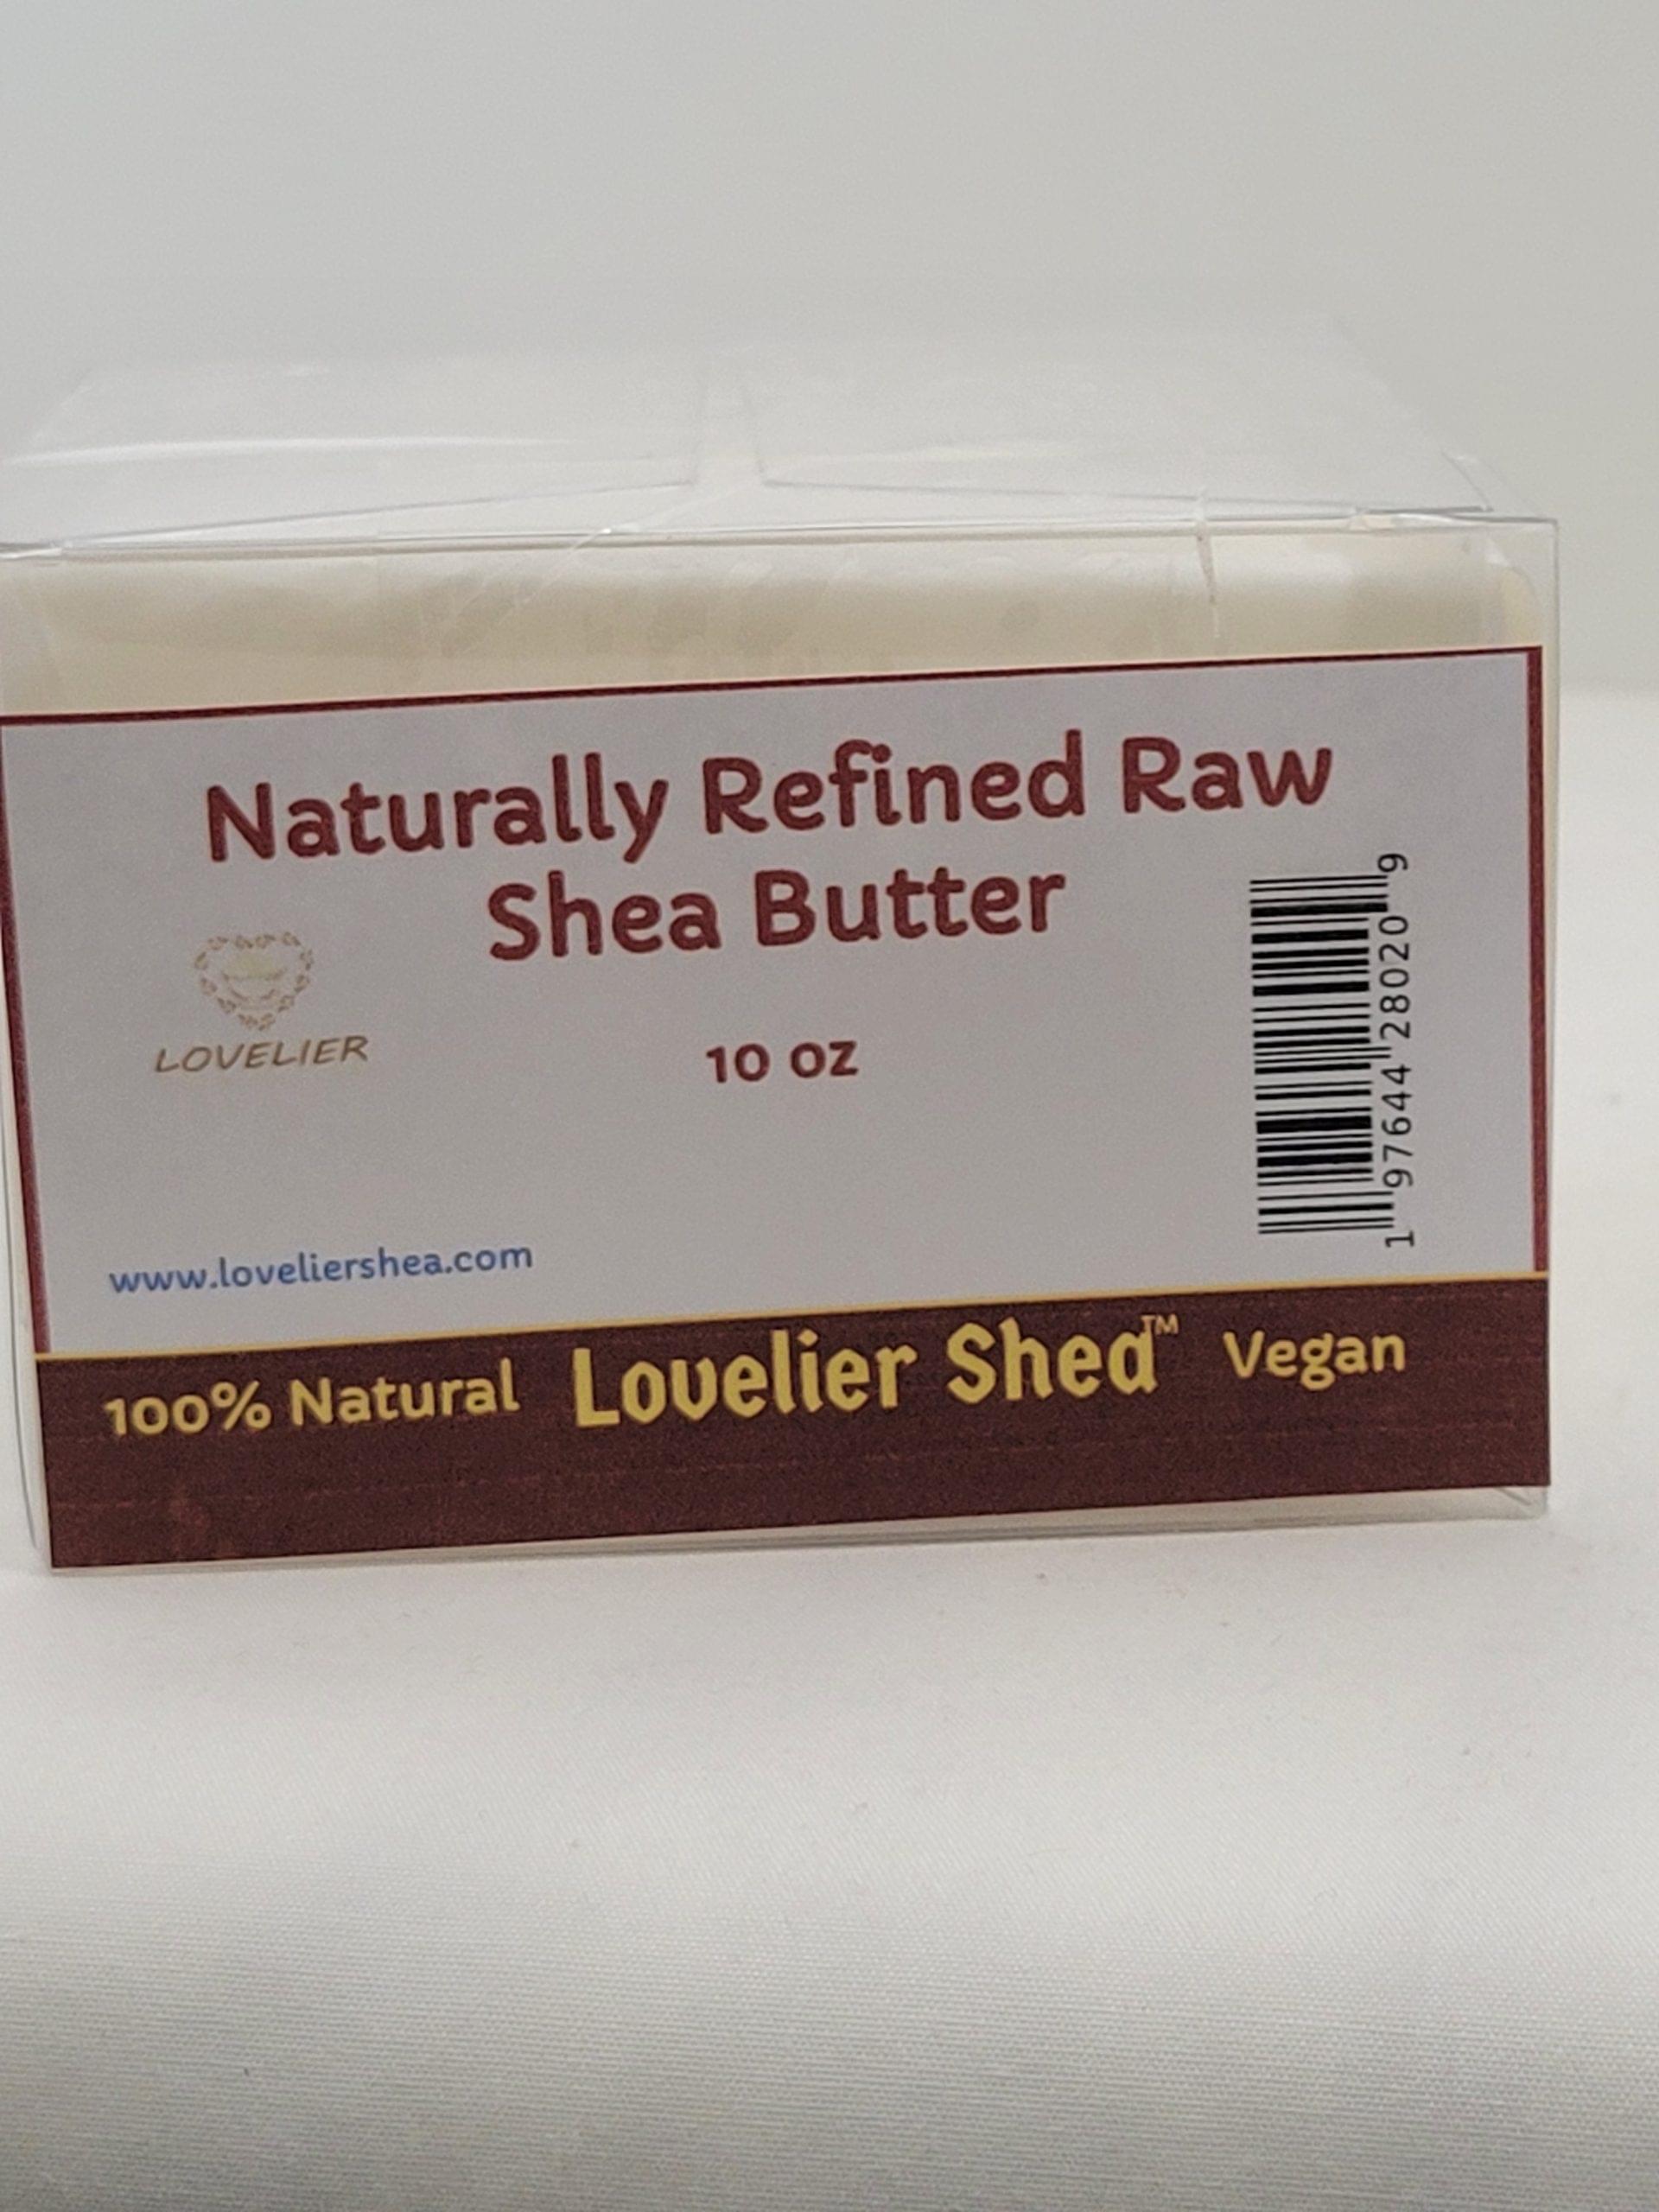 Naturally Refined Raw
Shea Butter
LOVELIER
10 oz
1 97644 28020 9
www.loveliershea.com
100% Natural Lovelier Shea™ Vegan